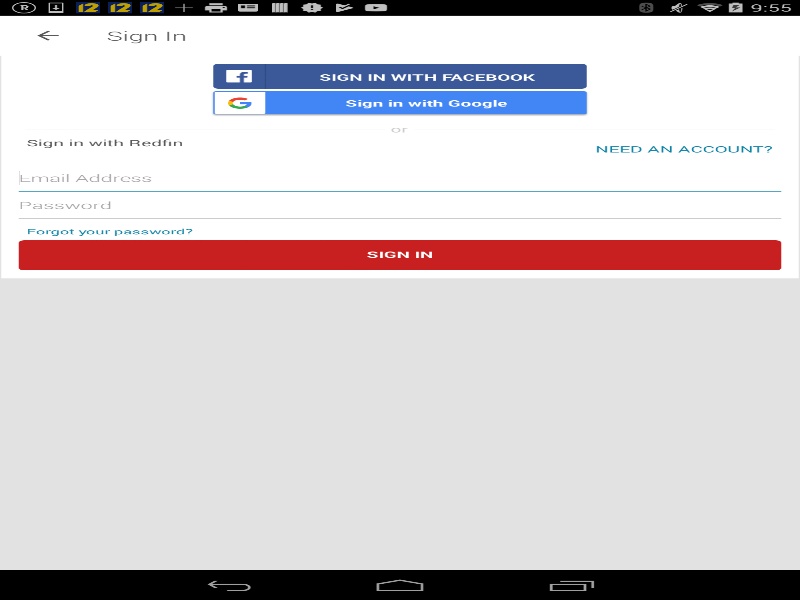 12 12 12 9:55
Sign In
SIGN IN WITH FACEBOOK
Sign in with Google
or
Sign in with Redfin
NEED AN ACCOUNT?
Email Address
Password
Forgot your password?
SIGN IN